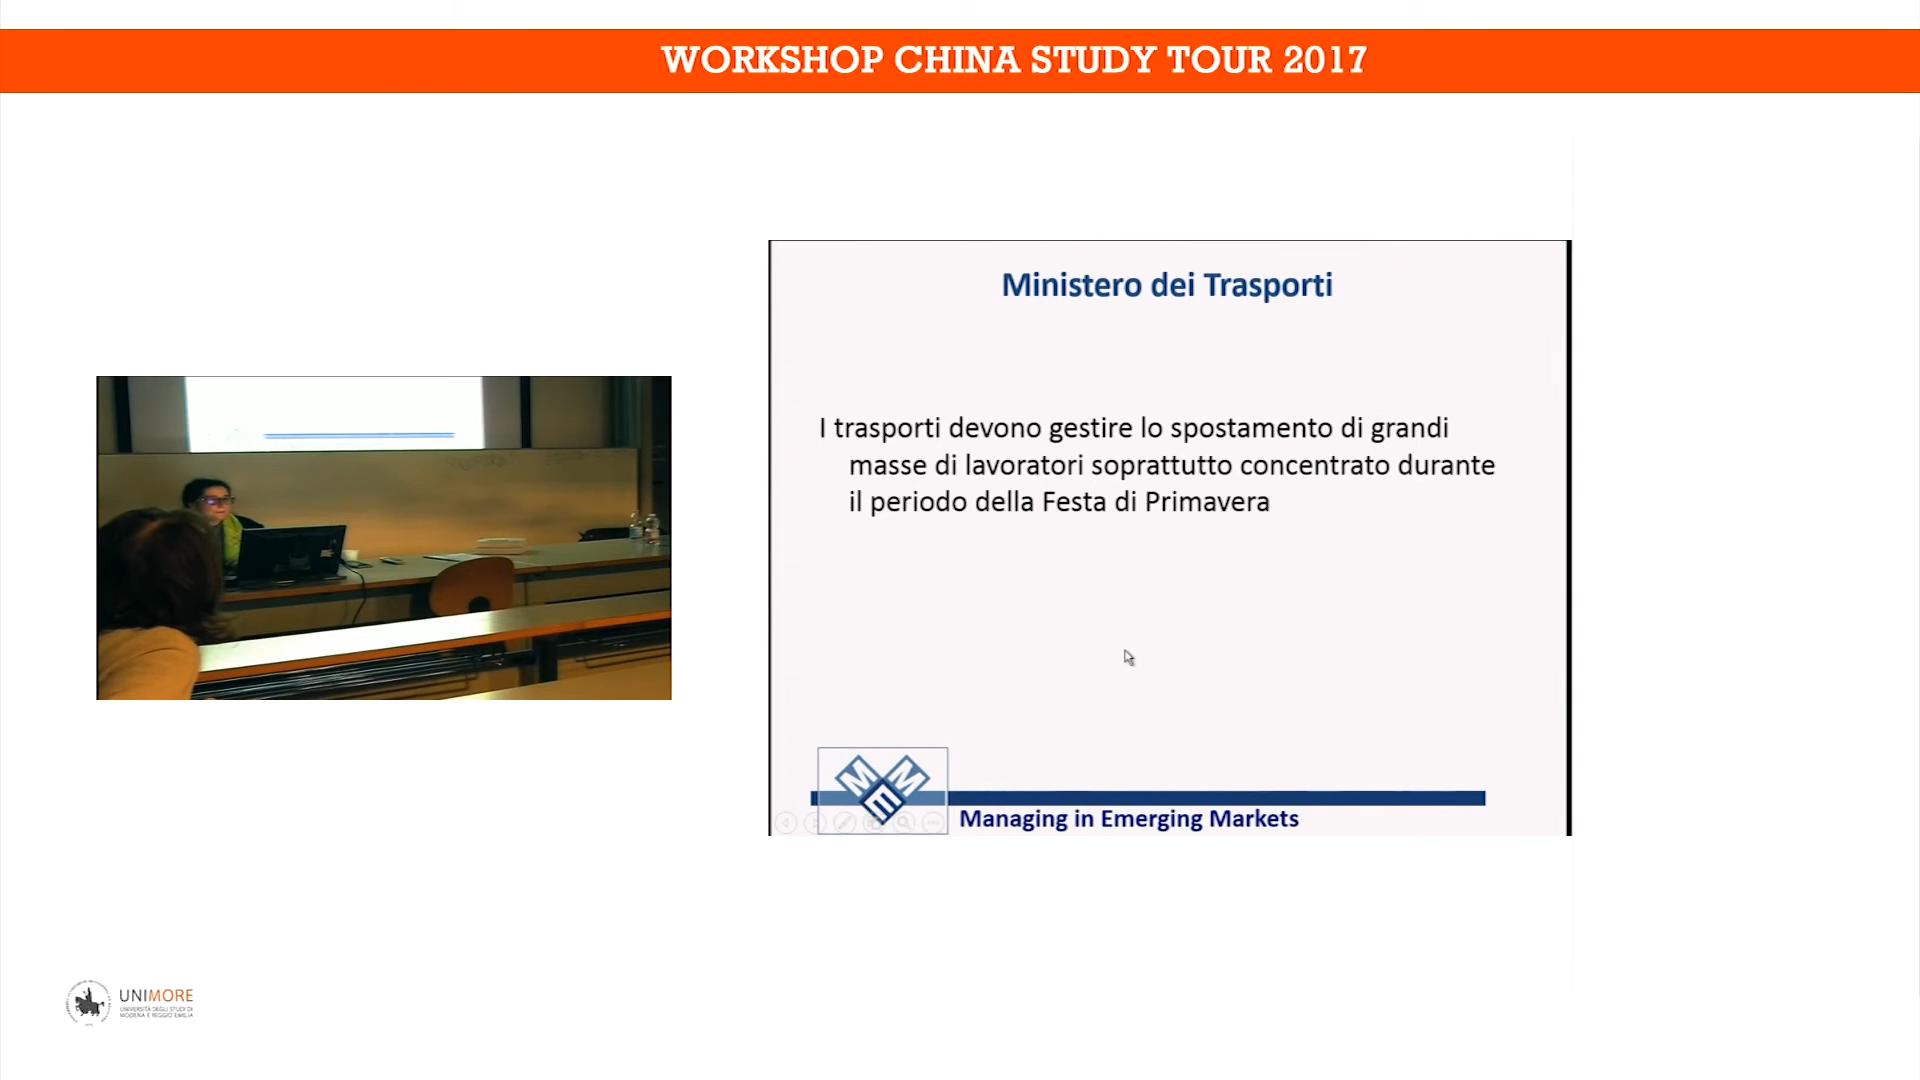 WORKSHOP CHINA STUDY TOUR 2017
Ministero dei Trasporti
I trasporti devono gestire lo spostamento di grandi
masse di lavoratori soprattutto concentrato durante
il periodo della Festa di Primavera
MEM
Managing in Emerging Markets
UNIMORE
UNIVERSITÀ DEGLI STUDI DI
MODENA E REGGIO EMILIA